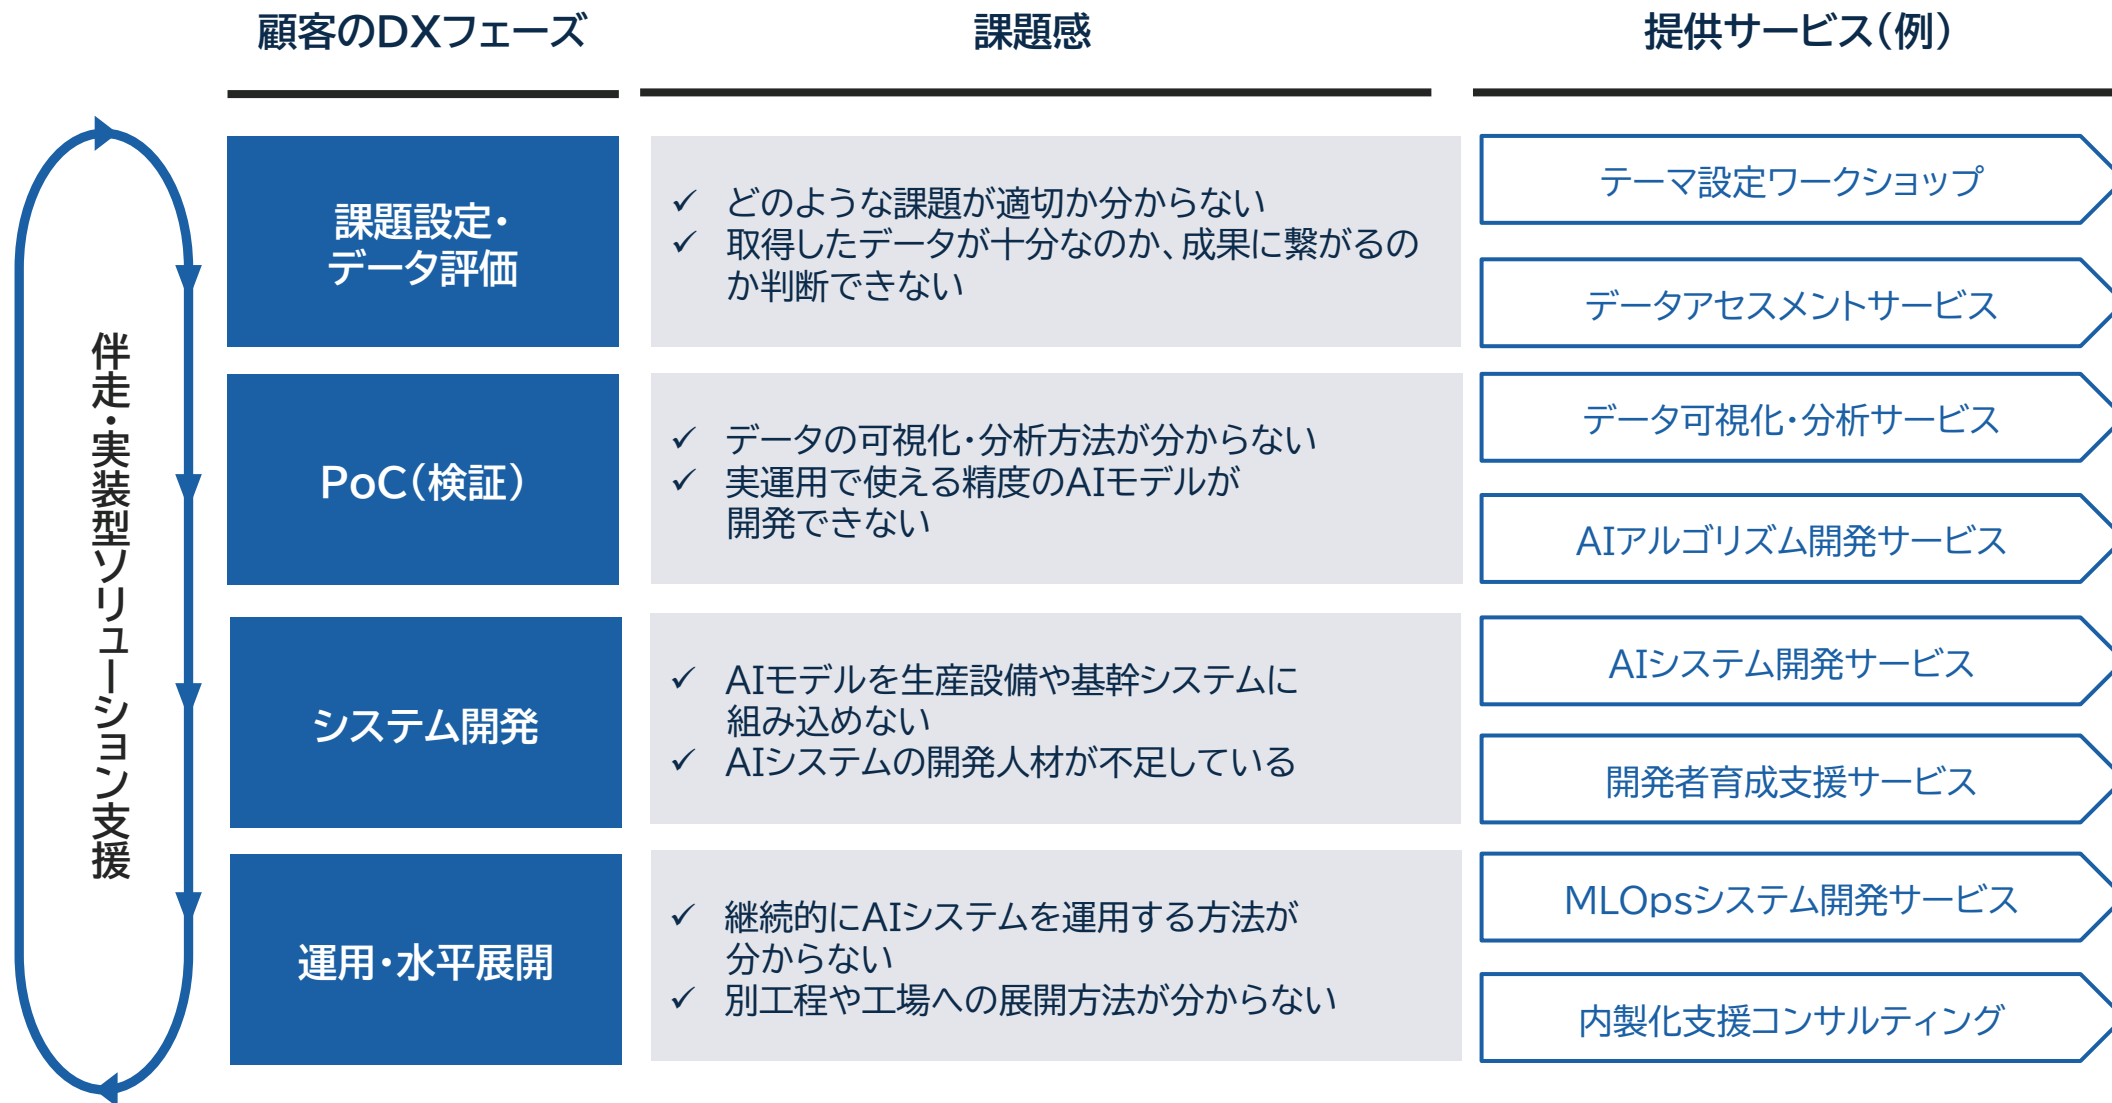 顧客のDXフェーズ
課題感
提供サービス(例)
伴走・実装型ソリューション支援
課題設定・
データ評価
✓ どのような課題が適切か分からない
✓ 取得したデータが十分なのか、成果に繋がるの
か判断できない
テーマ設定ワークショップ
データアセスメントサービス
PoC(検証)
✓ データの可視化・分析方法が分からない
✓ 実運用で使える精度のAIモデルが
開発できない
データ可視化・分析サービス
AIアルゴリズム開発サービス
システム開発
✓ AIモデルを生産設備や基幹システムに
組み込めない
✓ AIシステムの開発人材が不足している
AIシステム開発サービス
開発者育成支援サービス
運用・水平展開
✓ 継続的にAIシステムを運用する方法が
分からない
✓ 別工程や工場への展開方法が分からない
MLOpsシステム開発サービス
内製化支援コンサルティング